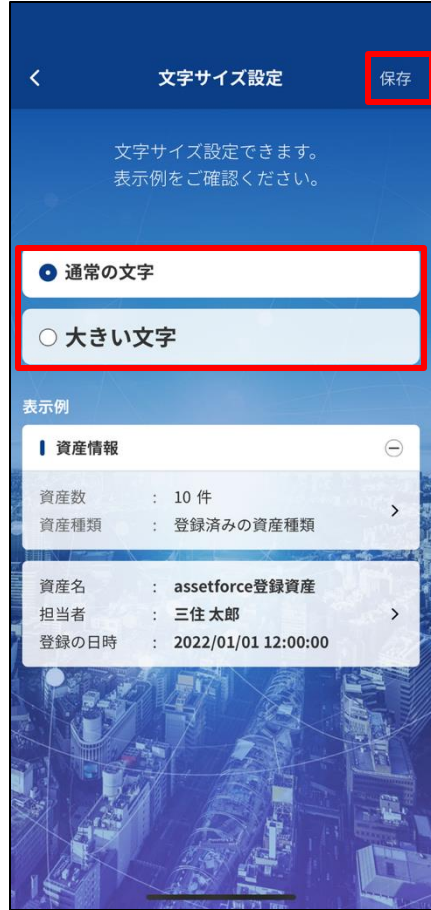 文字サイズ設定
保存
文字サイズ設定できます。
表示例をご確認ください。
通常の文字
大きい文字
表示例
資産情報
資産数 : 10 件
資産種類 : 登録済みの資産種類
資産名 : assetforce登録資産
担当者 : 三住 太郎
登録の日時 : 2022/01/01 12:00:00